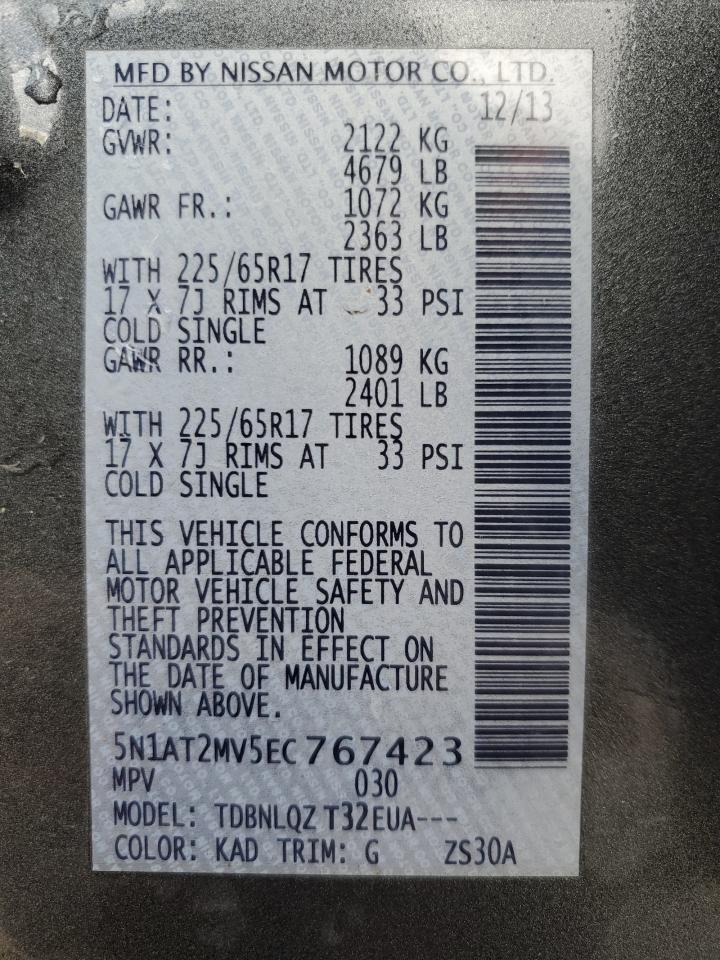 MFD BY NISSAN MOTOR CO., LTD.
DATE: 12/13
GVWR: 2122 KG
4679 LB
GAWR FR.: 1072 KG
2363 LB
WITH 225/65R17 TIRES
17 X 7J RIMS AT 33 PSI
COLD SINGLE
GAWR RR.: 1089 KG
2401 LB
WITH 225/65R17 TIRES
17 X 7J RIMS AT 33 PSI
COLD SINGLE
THIS VEHICLE CONFORMS TO
ALL APPLICABLE FEDERAL
MOTOR VEHICLE SAFETY AND
THEFT PREVENTION
STANDARDS IN EFFECT ON
THE DATE OF MANUFACTURE
SHOWN ABOVE.
5N1AT2MV5EC767423
MPV 030
MODEL: TDBNLQZ T32EUA---
COLOR: KAD TRIM: G ZS30A